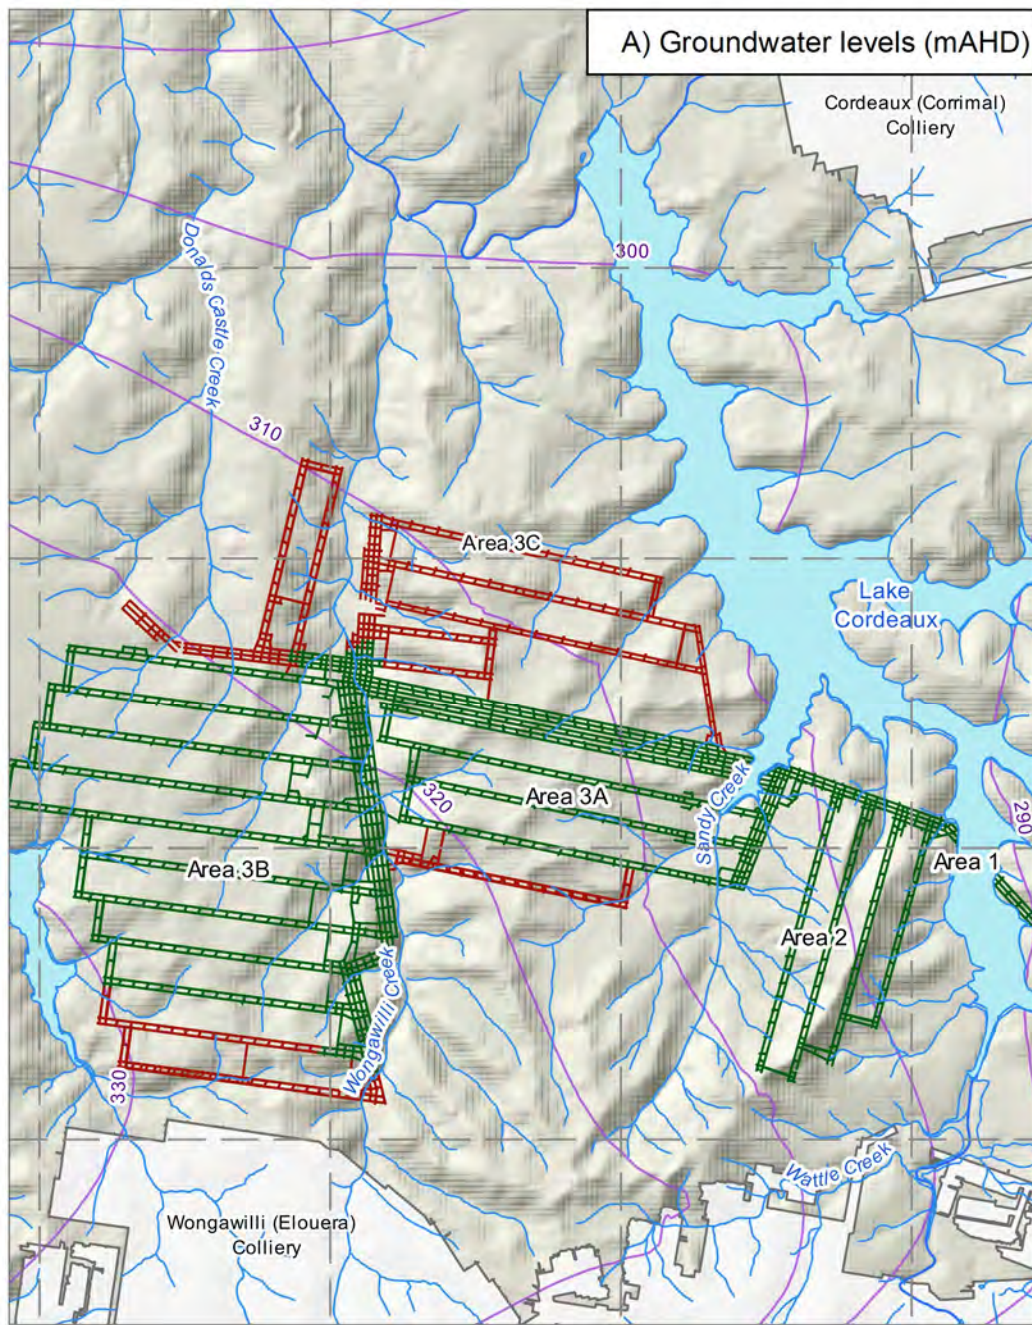 A) Groundwater levels (mAHD)
Cordeaux (Corrimal)
Colliery
Donalds Castle Creek
300
310
Area 3C
Lake
Cordeaux
320
Area 3A
Sandy Creek
290
Area 3B
Area 1
Area 2
Wongawilli Creek
330
Wattle Creek
Wongawilli (Elouera)
Colliery